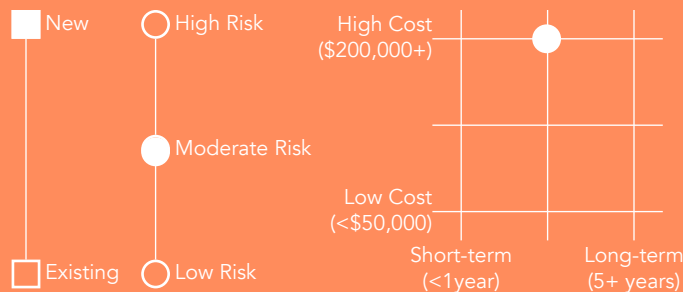 New
High Risk
Moderate Risk
Existing
Low Risk
High Cost
($200,000+)
Low Cost
(<$50,000)
Short-term
(<1year)
Long-term
(5+ years)